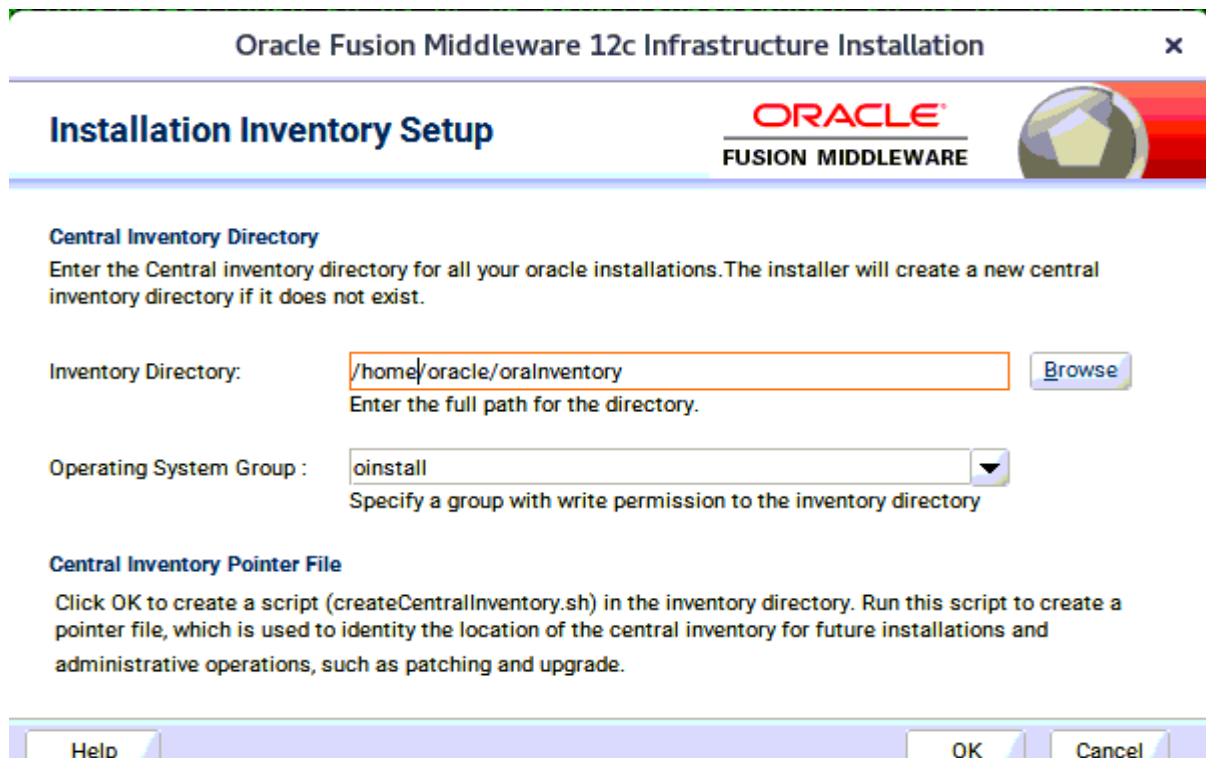 Oracle Fusion Middleware 12c Infrastructure Installation
Installation Inventory Setup
ORACLE
FUSION MIDDLEWARE
Central Inventory Directory
Enter the Central inventory directory for all your oracle installations.The installer will create a new central
inventory directory if it does not exist.
Inventory Directory:
/home/oracle/oraInventory
Browse
Enter the full path for the directory.
Operating System Group :
oinstall
Specify a group with write permission to the inventory directory
Central Inventory Pointer File
Click OK to create a script (createCentralInventory.sh) in the inventory directory. Run this script to create a
pointer file, which is used to identity the location of the central inventory for future installations and
administrative operations, such as patching and upgrade.
Help
OK
Cancel